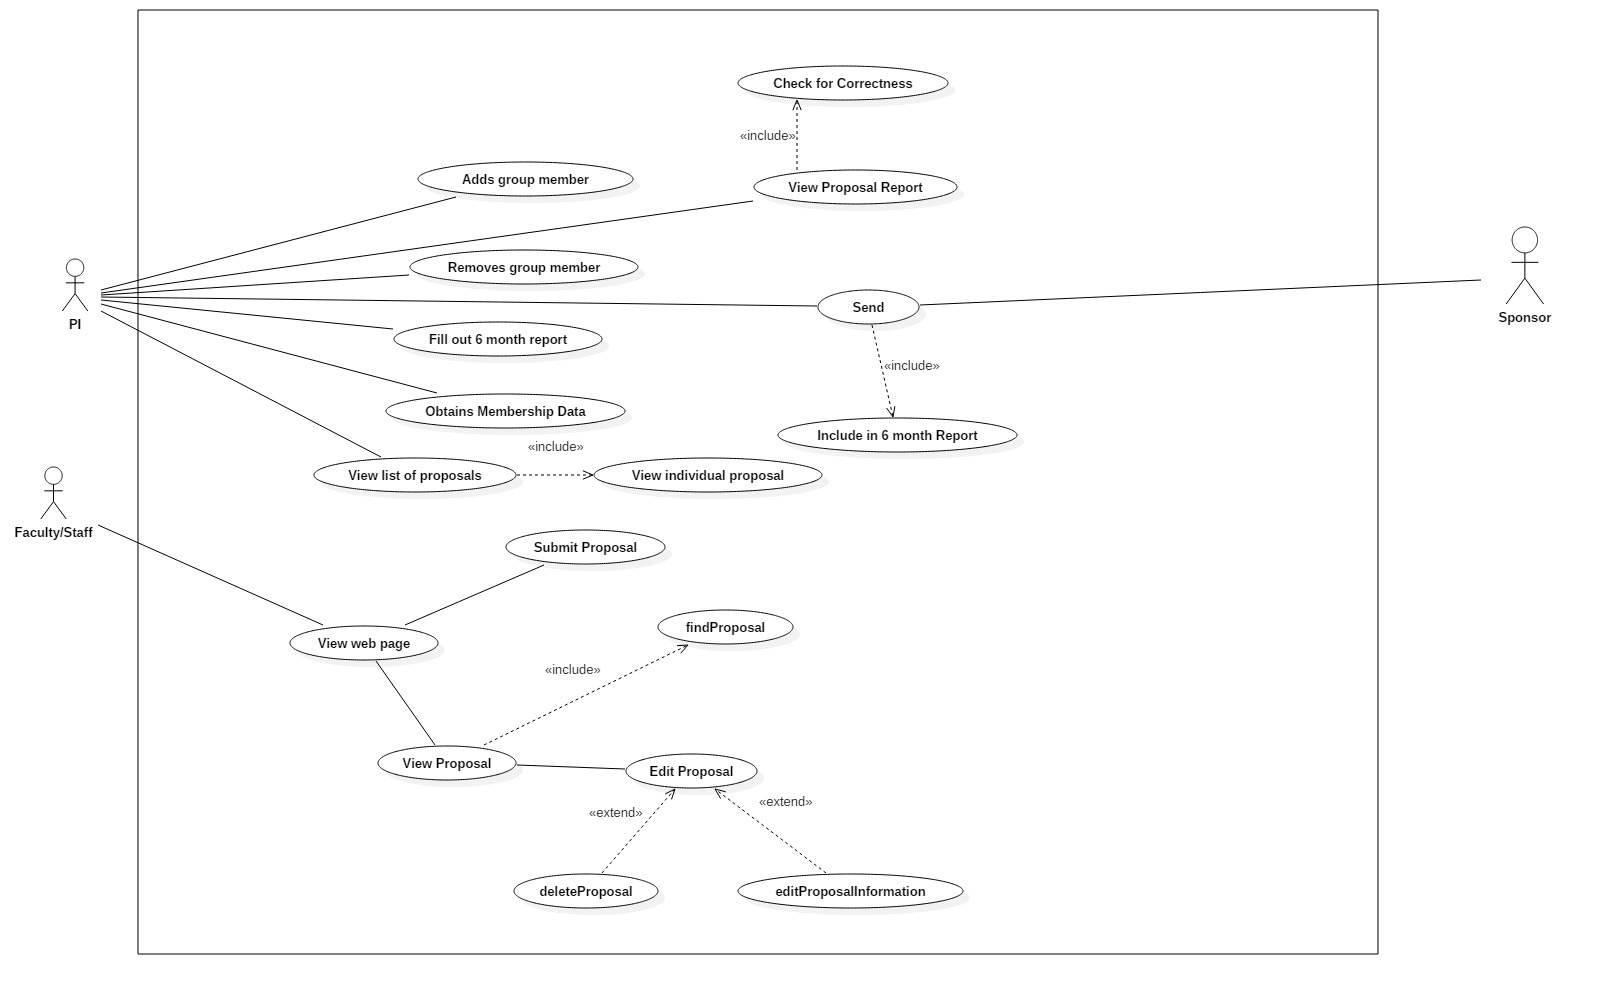 Check for Correctness
«include»
Adds group member
View Proposal Report
Removes group member
Send
PI
Sponsor
Fill out 6 month report
«include»
Obtains Membership Data
Include in 6 month Report
«include»
View list of proposals
View individual proposal
Faculty/Staff
Submit Proposal
findProposal
View web page
«include»
View Proposal
Edit Proposal
«extend»
«extend»
deleteProposal
editProposalInformation